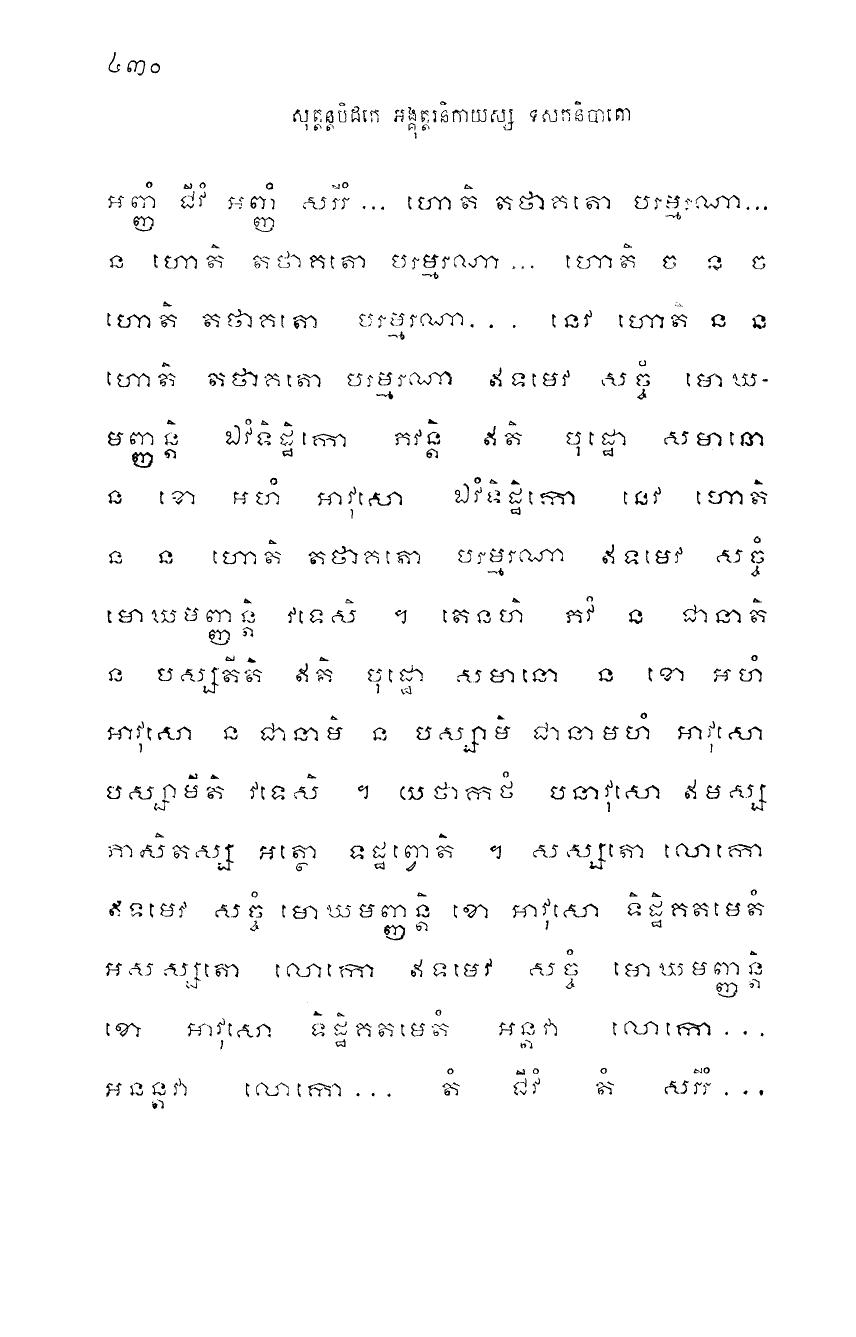 ៤៣០
សុត្តន្តបិដកេ អង្គុត្តរនិកាយស្ស ទសកនិបាតោ
អញ្ញំ ជីវំ អញ្ញំ សរីរំ ... ហោតិ តថាគតោ បរម្មរណា...
ន ហោតិ តថាគតោ បរម្មរណា ... ហោតិ ច ន ច
ហោតិ តថាគតោ បរម្មរណា. . . នេវ ហោតិ ន ន
ហោតិ តថាគតោ បរម្មរណា ឥទមេវ សច្ចំ មោឃ-
មញ្ញន្តិ ឯវំទិដ្ឋិកោ ភវន្តិ ឥតិ បុដ្ឋោ សមានោ
ន ខោ អហំ អាវុសោ ឯវំទិដ្ឋិកោ នេវ ហោតិ
ន ន ហោតិ តថាគតោ បរម្មរណា ឥទមេវ សច្ចំ
មោឃមញ្ញន្តិ វទេសិ ។ តេនហិ ភវំ ន ជានាតិ
ន បស្សតីតិ ឥតិ បុដ្ឋោ សមានោ ន ខោ អហំ
អាវុសោ ន ជានាមិ ន បស្សាមិ ជានាមហំ អាវុសោ
បស្សាមីតិ វទេសិ ។ យថាកថំ បនាវុសោ ឥមស្ស
ភាសិតស្ស អត្ថោ ទដ្ឋព្វោតិ ។ សស្សតោ លោកោ
ឥទមេវ សច្ចំ មោឃមញ្ញន្តិ ខោ អាវុសោ ទិដ្ឋិគតមេតំ
អសស្សតោ លោកោ ឥទមេវ សច្ចំ មោឃមញ្ញន្តិ
ខោ អាវុសោ ទិដ្ឋិគតមេតំ អន្តវា លោកោ. . .
អនន្តវា លោកោ. . . តំ ជីវំ តំ សរីរំ . . .